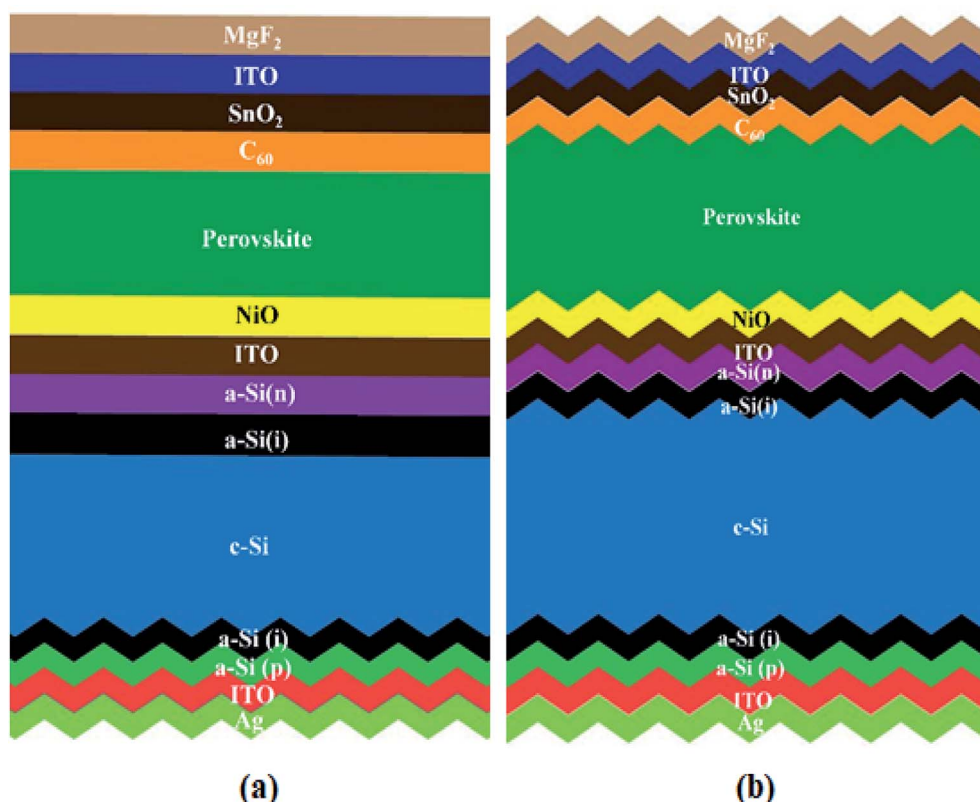 MgF₂
ITO
SnO₂
C₆₀
Perovskite
NiO
ITO
a-Si(n)
a-Si(i)
c-Si
a-Si (i)
a-Si (p)
ITO
Ag
(a)
MgF₂
ITO
SnO₂
C₆₀
Perovskite
NiO
ITO
a-Si(n)
a-Si(i)
c-Si
a-Si (i)
a-Si (p)
ITO
Ag
(b)